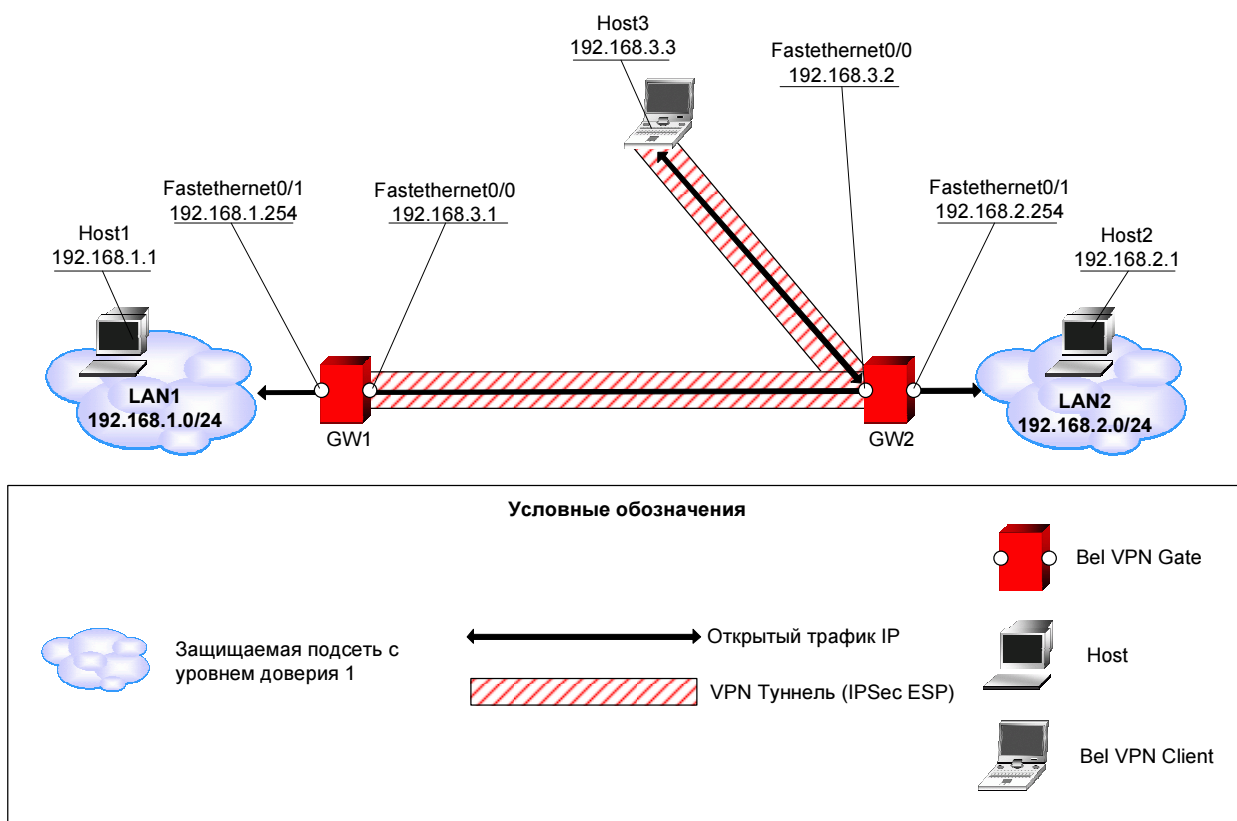 Host3
192.168.3.3
Fastethernet0/0
192.168.3.2
Fastethernet0/1
192.168.1.254
Fastethernet0/0
192.168.3.1
Fastethernet0/1
192.168.2.254
Host1
192.168.1.1
Host2
192.168.2.1
LAN1
192.168.1.0/24
GW1
GW2
LAN2
192.168.2.0/24
Условные обозначения
Защищаемая подсеть с
уровнем доверия 1
Открытый трафик IP
VPN Туннель (IPSec ESP)
Bel VPN Gate
Host
Bel VPN Client